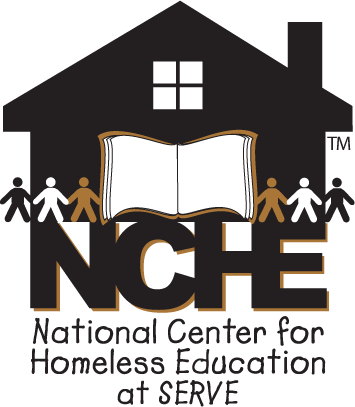 TM
NCHE
National Center for
Homeless Education
at SERVE